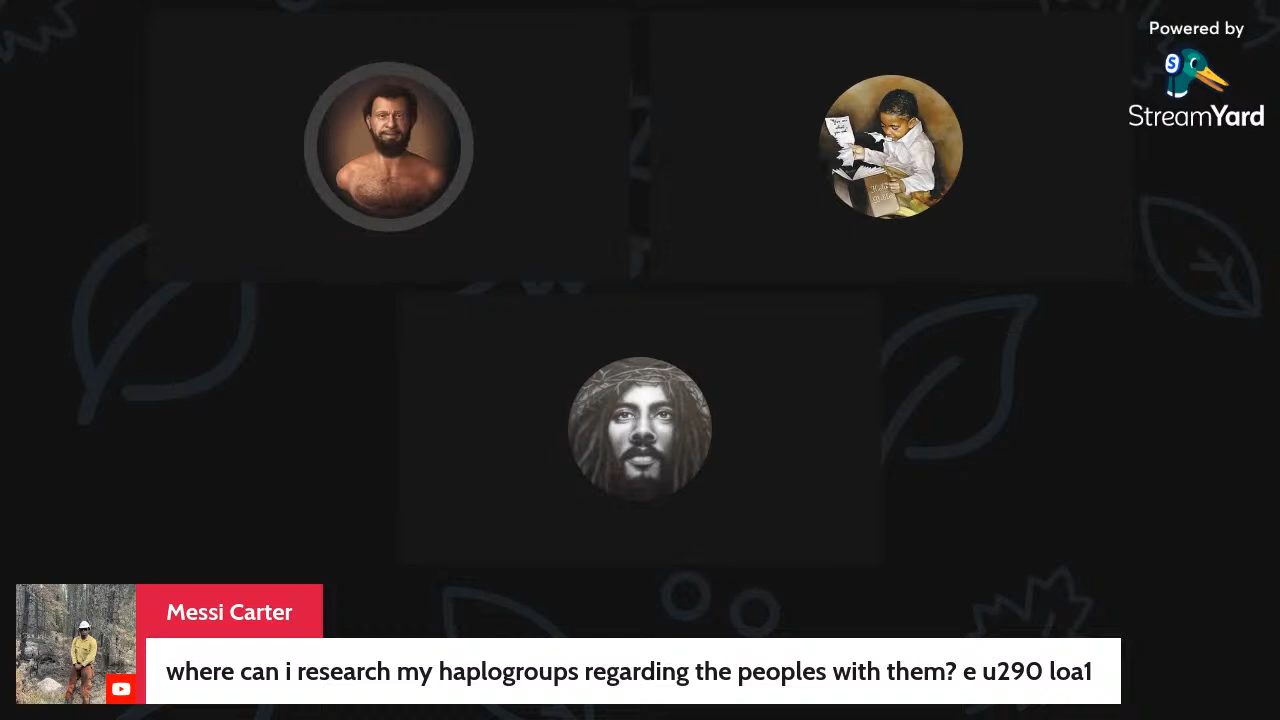 Powered by
StreamYard
Messi Carter
where can i research my haplogroups regarding the peoples with them? e u290 loa1